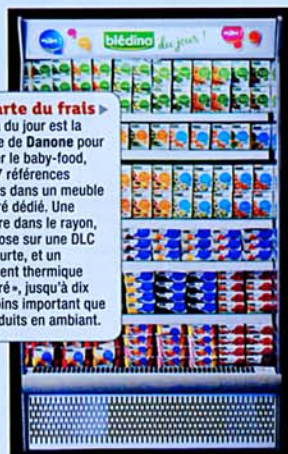 blédina du jour !
arte du frais
du jour est la
e de Danone pour
er le baby-food,
7 références
s dans un meuble
ré dédié. Une
re dans le rayon,
ose sur une DLC
urte, et un
ent thermique
ré », jusqu'à dix
oins important que
duits en ambiant.